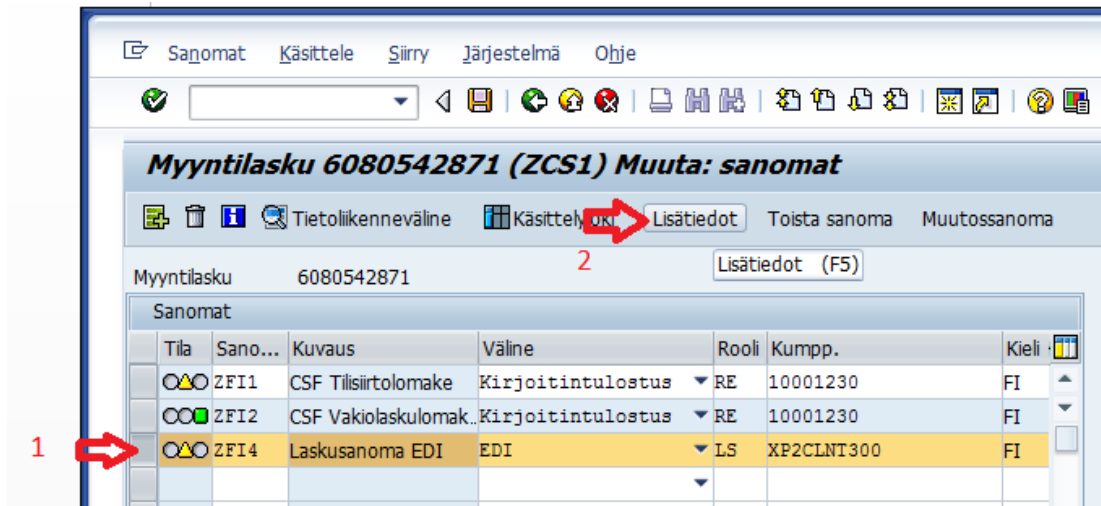 Sanomat Käsittele Siirry Järjestelmä Ohje
Myyntilasku 6080542871 (ZCS1) Muuta: sanomat
Tietoliikenneväline Käsittelyloki Lisätiedot Toista sanoma Muutossanoma
2
Lisätiedot (F5)
Myyntilasku 6080542871
Sanomat
Tila Sano... Kuvaus Väline Rooli Kumpp. Kieli
ZFI1 CSF Tilisiirtolomake Kirjoitintulostus RE 10001230 FI
ZFI2 CSF Vakiolaskulomak.. Kirjoitintulostus RE 10001230 FI
1 ZFI4 Laskusanoma EDI EDI LS XP2CLNT300 FI